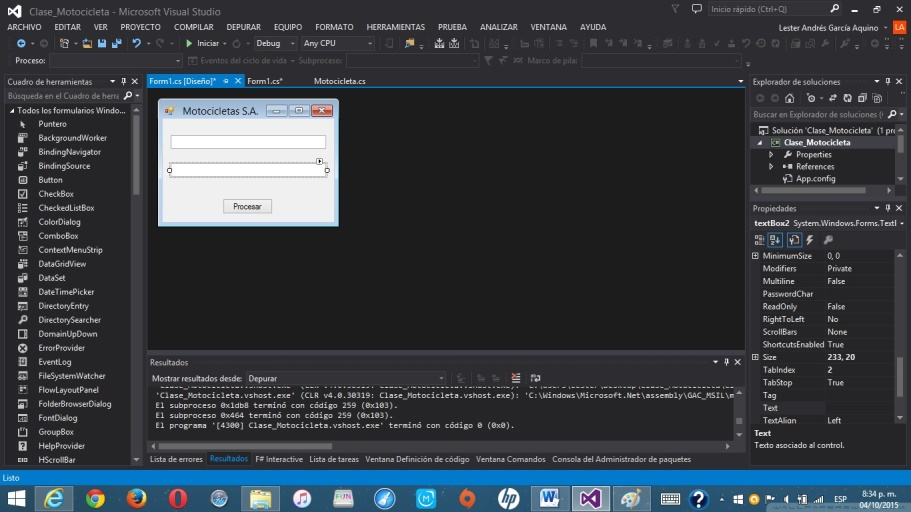 Clase_Motocicleta - Microsoft Visual Studio
Inicio rápido (Ctrl+Q)
ARCHIVO EDITAR VER PROYECTO COMPILAR DEPURAR EQUIPO FORMATO HERRAMIENTAS PRUEBA ANALIZAR VENTANA AYUDA
Lester Andrés García Aquino LA
Iniciar Debug Any CPU
Proceso: Eventos del ciclo de vida Subproceso: Marco de pila:
Cuadro de herramientas
Búsqueda en el Cuadro de herra
Todos los formularios Windo...
Puntero
BackgroundWorker
BindingNavigator
BindingSource
Button
CheckBox
CheckedListBox
ColorDialog
ComboBox
ContextMenuStrip
DataGridView
DataSet
DateTimePicker
DirectoryEntry
DirectorySearcher
DomainUpDown
ErrorProvider
EventLog
FileSystemWatcher
FlowLayoutPanel
FolderBrowserDialog
FontDialog
GroupBox
HelpProvider
HScrollBar
Form1.cs [Diseño]* Form1.cs* Motocicleta.cs
Motocicletas S.A.
Procesar
Resultados
Mostrar resultados desde: Depurar
'Clase_Motocicleta.vshost.exe' (CLR v4.0.30319: Clase_Motocicleta.vshost.exe): 'C:\Windows\Microsoft.Net\assembly\GAC_MSIL\m
El subproceso 0x1db8 terminó con código 259 (0x103).
El subproceso 0x464 terminó con código 259 (0x103).
El programa '[4300] Clase_Motocicleta.vshost.exe' terminó con código 0 (0x0).
Lista de errores Resultados F# Interactive Lista de tareas Ventana Definición de código Ventana Comandos Consola del Administrador de paquetes
Explorador de soluciones
Buscar en Explorador de soluciones (
Solución 'Clase_Motocicleta' (1 pro
Clase_Motocicleta
Properties
References
App.config
Propiedades
textBox2 System.Windows.Forms.TextI
MinimumSize 0, 0
Modifiers Private
Multiline False
PasswordChar
ReadOnly False
RightToLeft No
ScrollBars None
ShortcutsEnabled True
Size 233, 20
TabIndex 2
TabStop True
Tag
Text
TextAlign Left
Text
Texto asociado al control.
Listo
FUN
hp
ESP
8:34 p. m.
04/10/2015